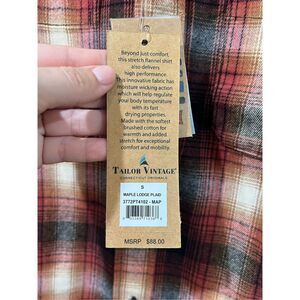 Beyond just comfort,
this stretch flannel shirt
also delivers
high performance.
This innovative fabric has
moisture wicking action
which will help regulate
your body temperature
with its fast
drying properties.
Made with the softest
brushed cotton for
warmth and added
stretch for exceptional
comfort and mobility.
TAILOR VINTAGE®
CONNECTICUT ORIGINALS
S
MAPLE LODGE PLAID
3772PT4102 - MAP
MSRP $88.00